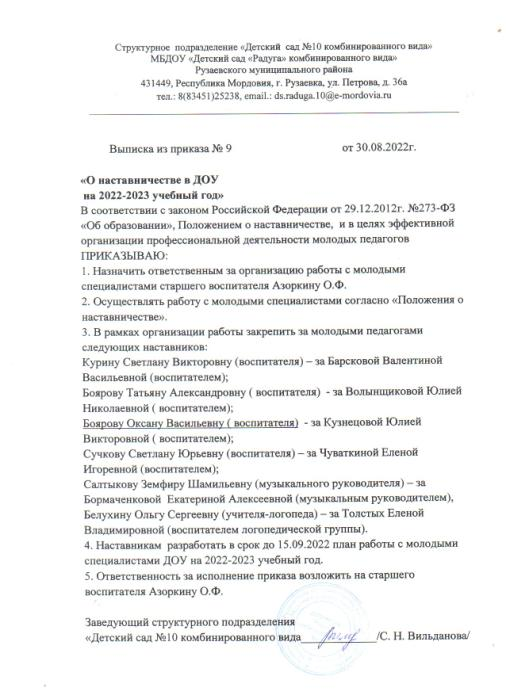 Структурное подразделение «Детский сад №10 комбинированного вида»
МБДОУ «Детский сад «Радуга» комбинированного вида»
Рузаевского муниципального района
431449, Республика Мордовия, г. Рузаевка, ул. Петрова, д. 36а
тел.: 8(83451)25238, email.: ds.raduga.10@e-mordovia.ru
Выписка из приказа № 9 от 30.08.2022г.
«О наставничестве в ДОУ
на 2022-2023 учебный год»
В соответствии с законом Российской Федерации от 29.12.2012г. №273-ФЗ
«Об образовании», Положением о наставничестве, и в целях эффективной
организации профессиональной деятельности молодых педагогов
ПРИКАЗЫВАЮ:
1. Назначить ответственным за организацию работы с молодыми
специалистами старшего воспитателя Азоркину О.Ф.
2. Осуществлять работу с молодыми специалистами согласно «Положения о
наставничестве».
3. В рамках организации работы закрепить за молодыми педагогами
следующих наставников:
Курину Светлану Викторовну (воспитателя) – за Барсковой Валентиной
Васильевной (воспитателем);
Боярову Татьяну Александровну ( воспитателя) - за Волынщиковой Юлией
Николаевной ( воспитателем);
Боярову Оксану Васильевну ( воспитателя) - за Кузнецовой Юлией
Викторовной ( воспитателем);
Сучкову Светлану Юрьевну (воспитателя) – за Чуваткиной Еленой
Игоревной (воспитателем);
Салтыкову Земфиру Шамильевну (музыкального руководителя) – за
Бормаченковой Екатериной Алексеевной (музыкальным руководителем),
Белухину Ольгу Сергеевну (учителя-логопеда) – за Толстых Еленой
Владимировной (воспитателем логопедической группы).
4. Наставникам разработать в срок до 15.09.2022 план работы с молодыми
специалистами ДОУ на 2022-2023 учебный год.
5. Ответственность за исполнение приказа возложить на старшего
воспитателя Азоркину О.Ф.
Заведующий структурного подразделения
«Детский сад №10 комбинированного вида /С. Н. Вильданова/